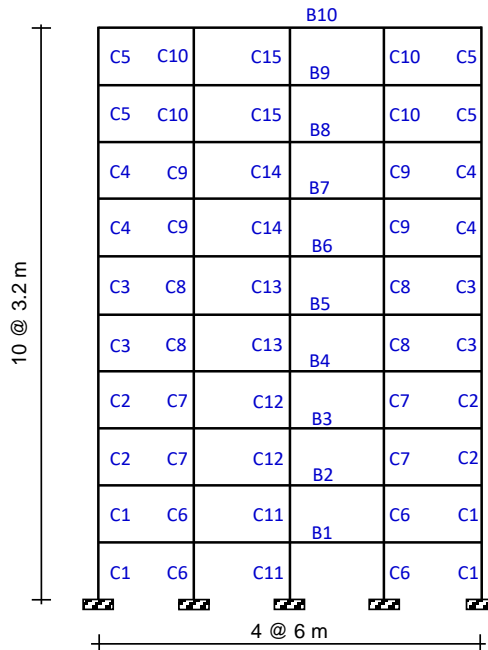 B10
C5 C10 C15 C10 C5
B9
C5 C10 C15 C10 C5
B8
C4 C9 C14 C9 C4
B7
C4 C9 C14 C9 C4
B6
C3 C8 C13 C8 C3
B5
C3 C8 C13 C8 C3
B4
C2 C7 C12 C7 C2
B3
C2 C7 C12 C7 C2
B2
C1 C6 C11 C6 C1
B1
C1 C6 C11 C6 C1
10 @ 3.2 m
4 @ 6 m